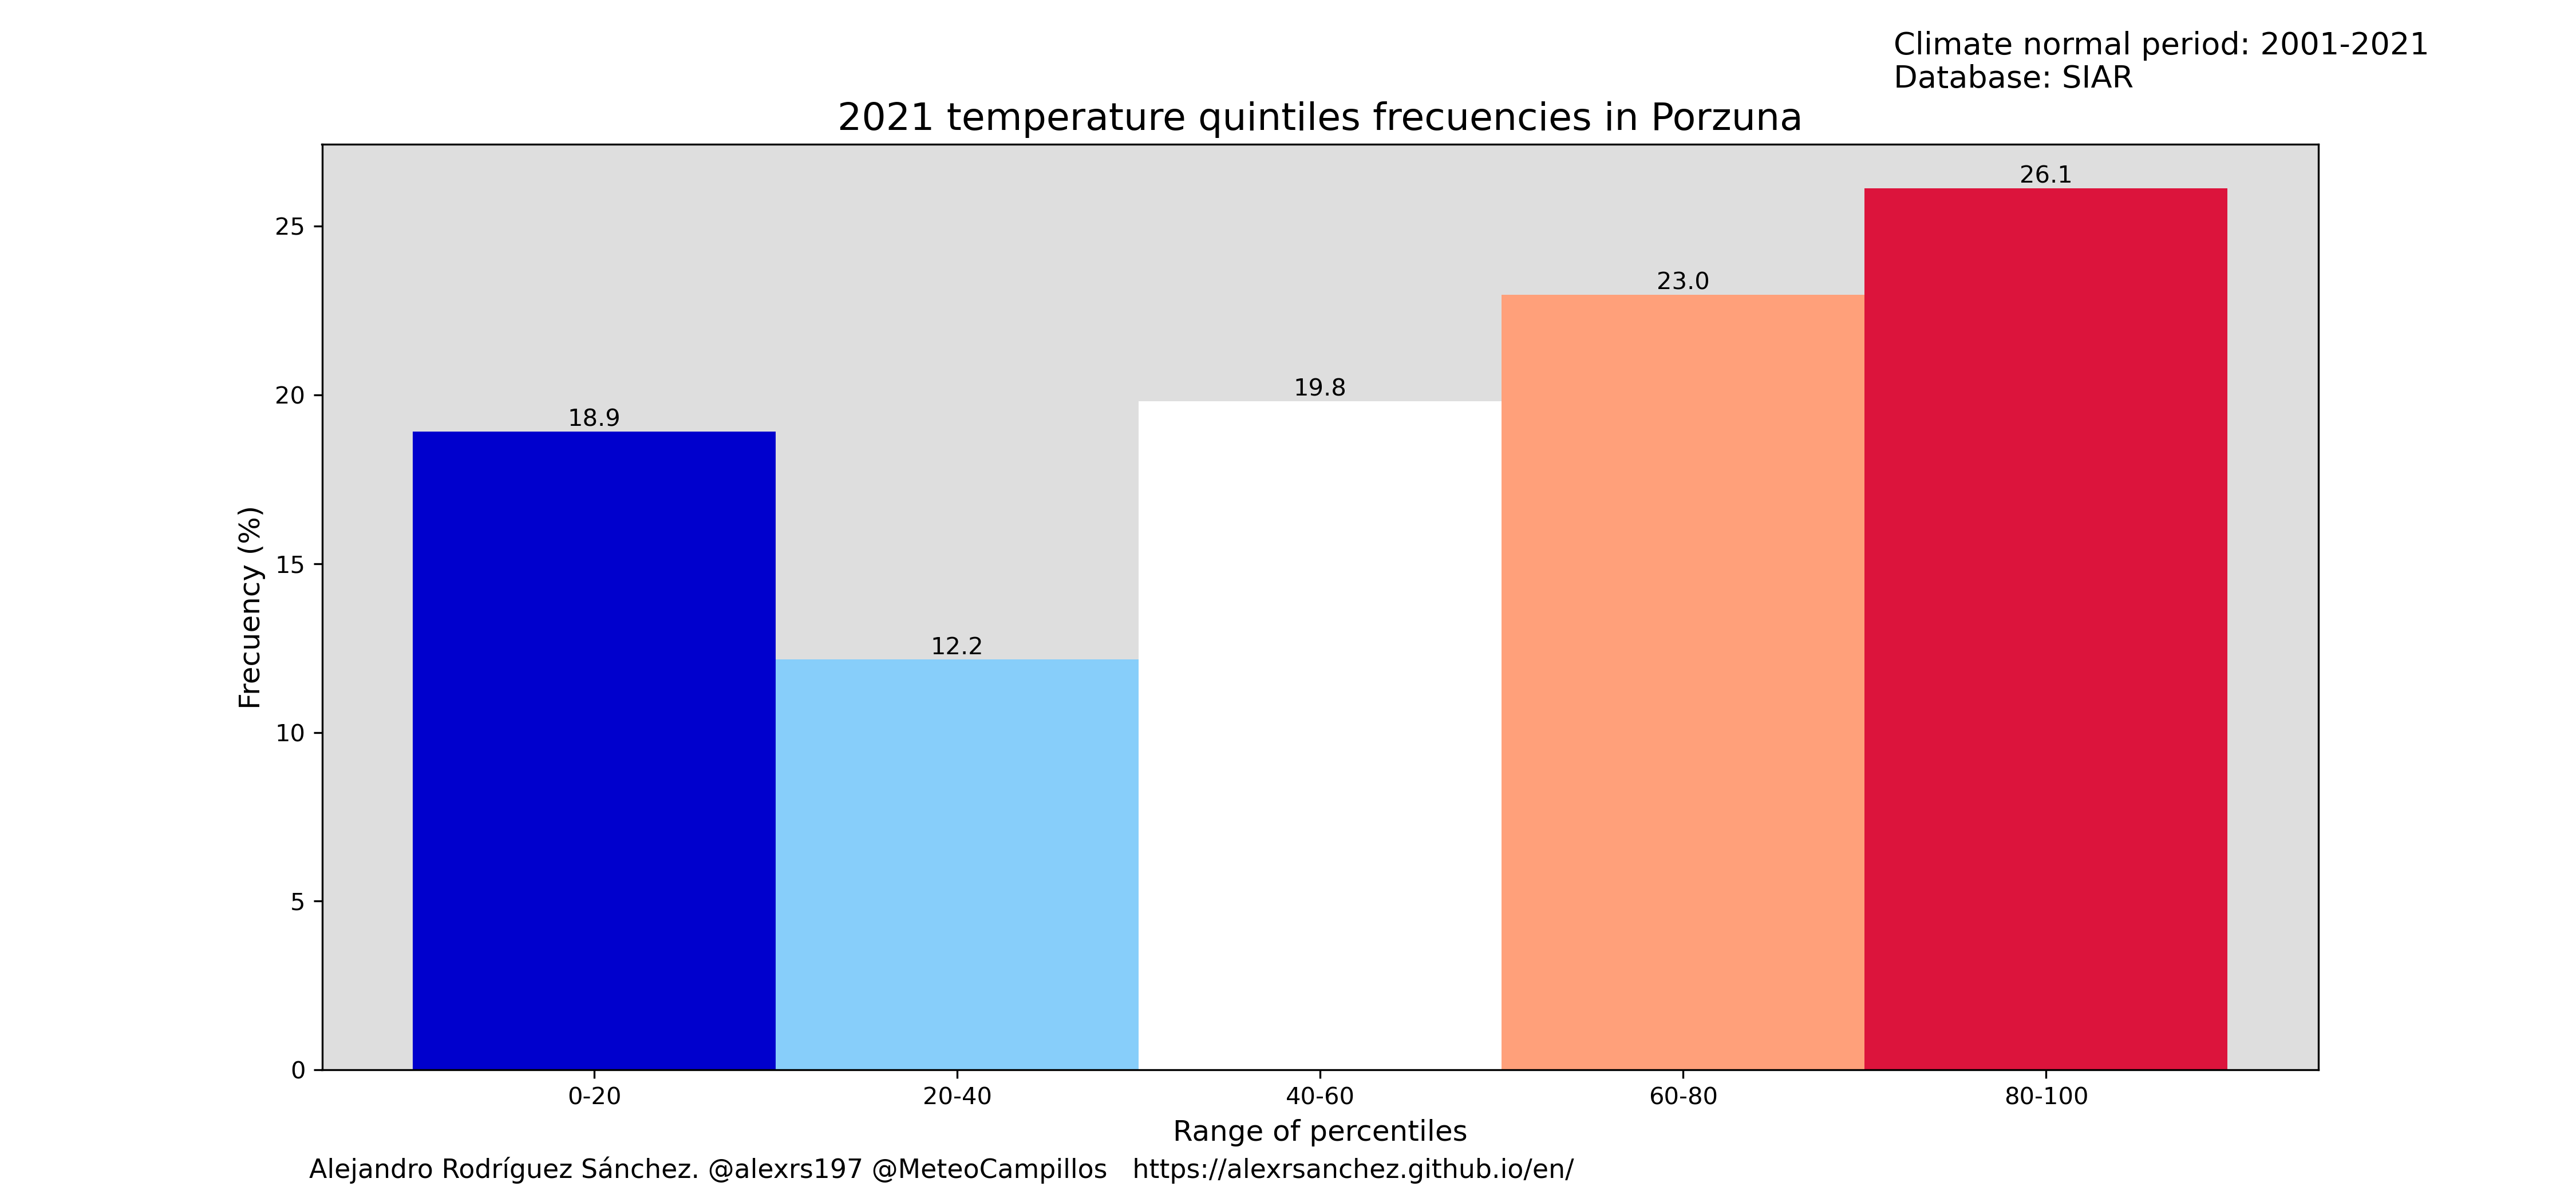 Climate normal period: 2001-2021
Database: SIAR
2021 temperature quintiles frecuencies in Porzuna
26.1
25
23.0
20
19.8
18.9
Frecuency (%)
15
12.2
10
5
0
0-20 20-40 40-60 60-80 80-100
Range of percentiles
Alejandro Rodríguez Sánchez. @alexrs197 @MeteoCampillos https://alexrsanchez.github.io/en/